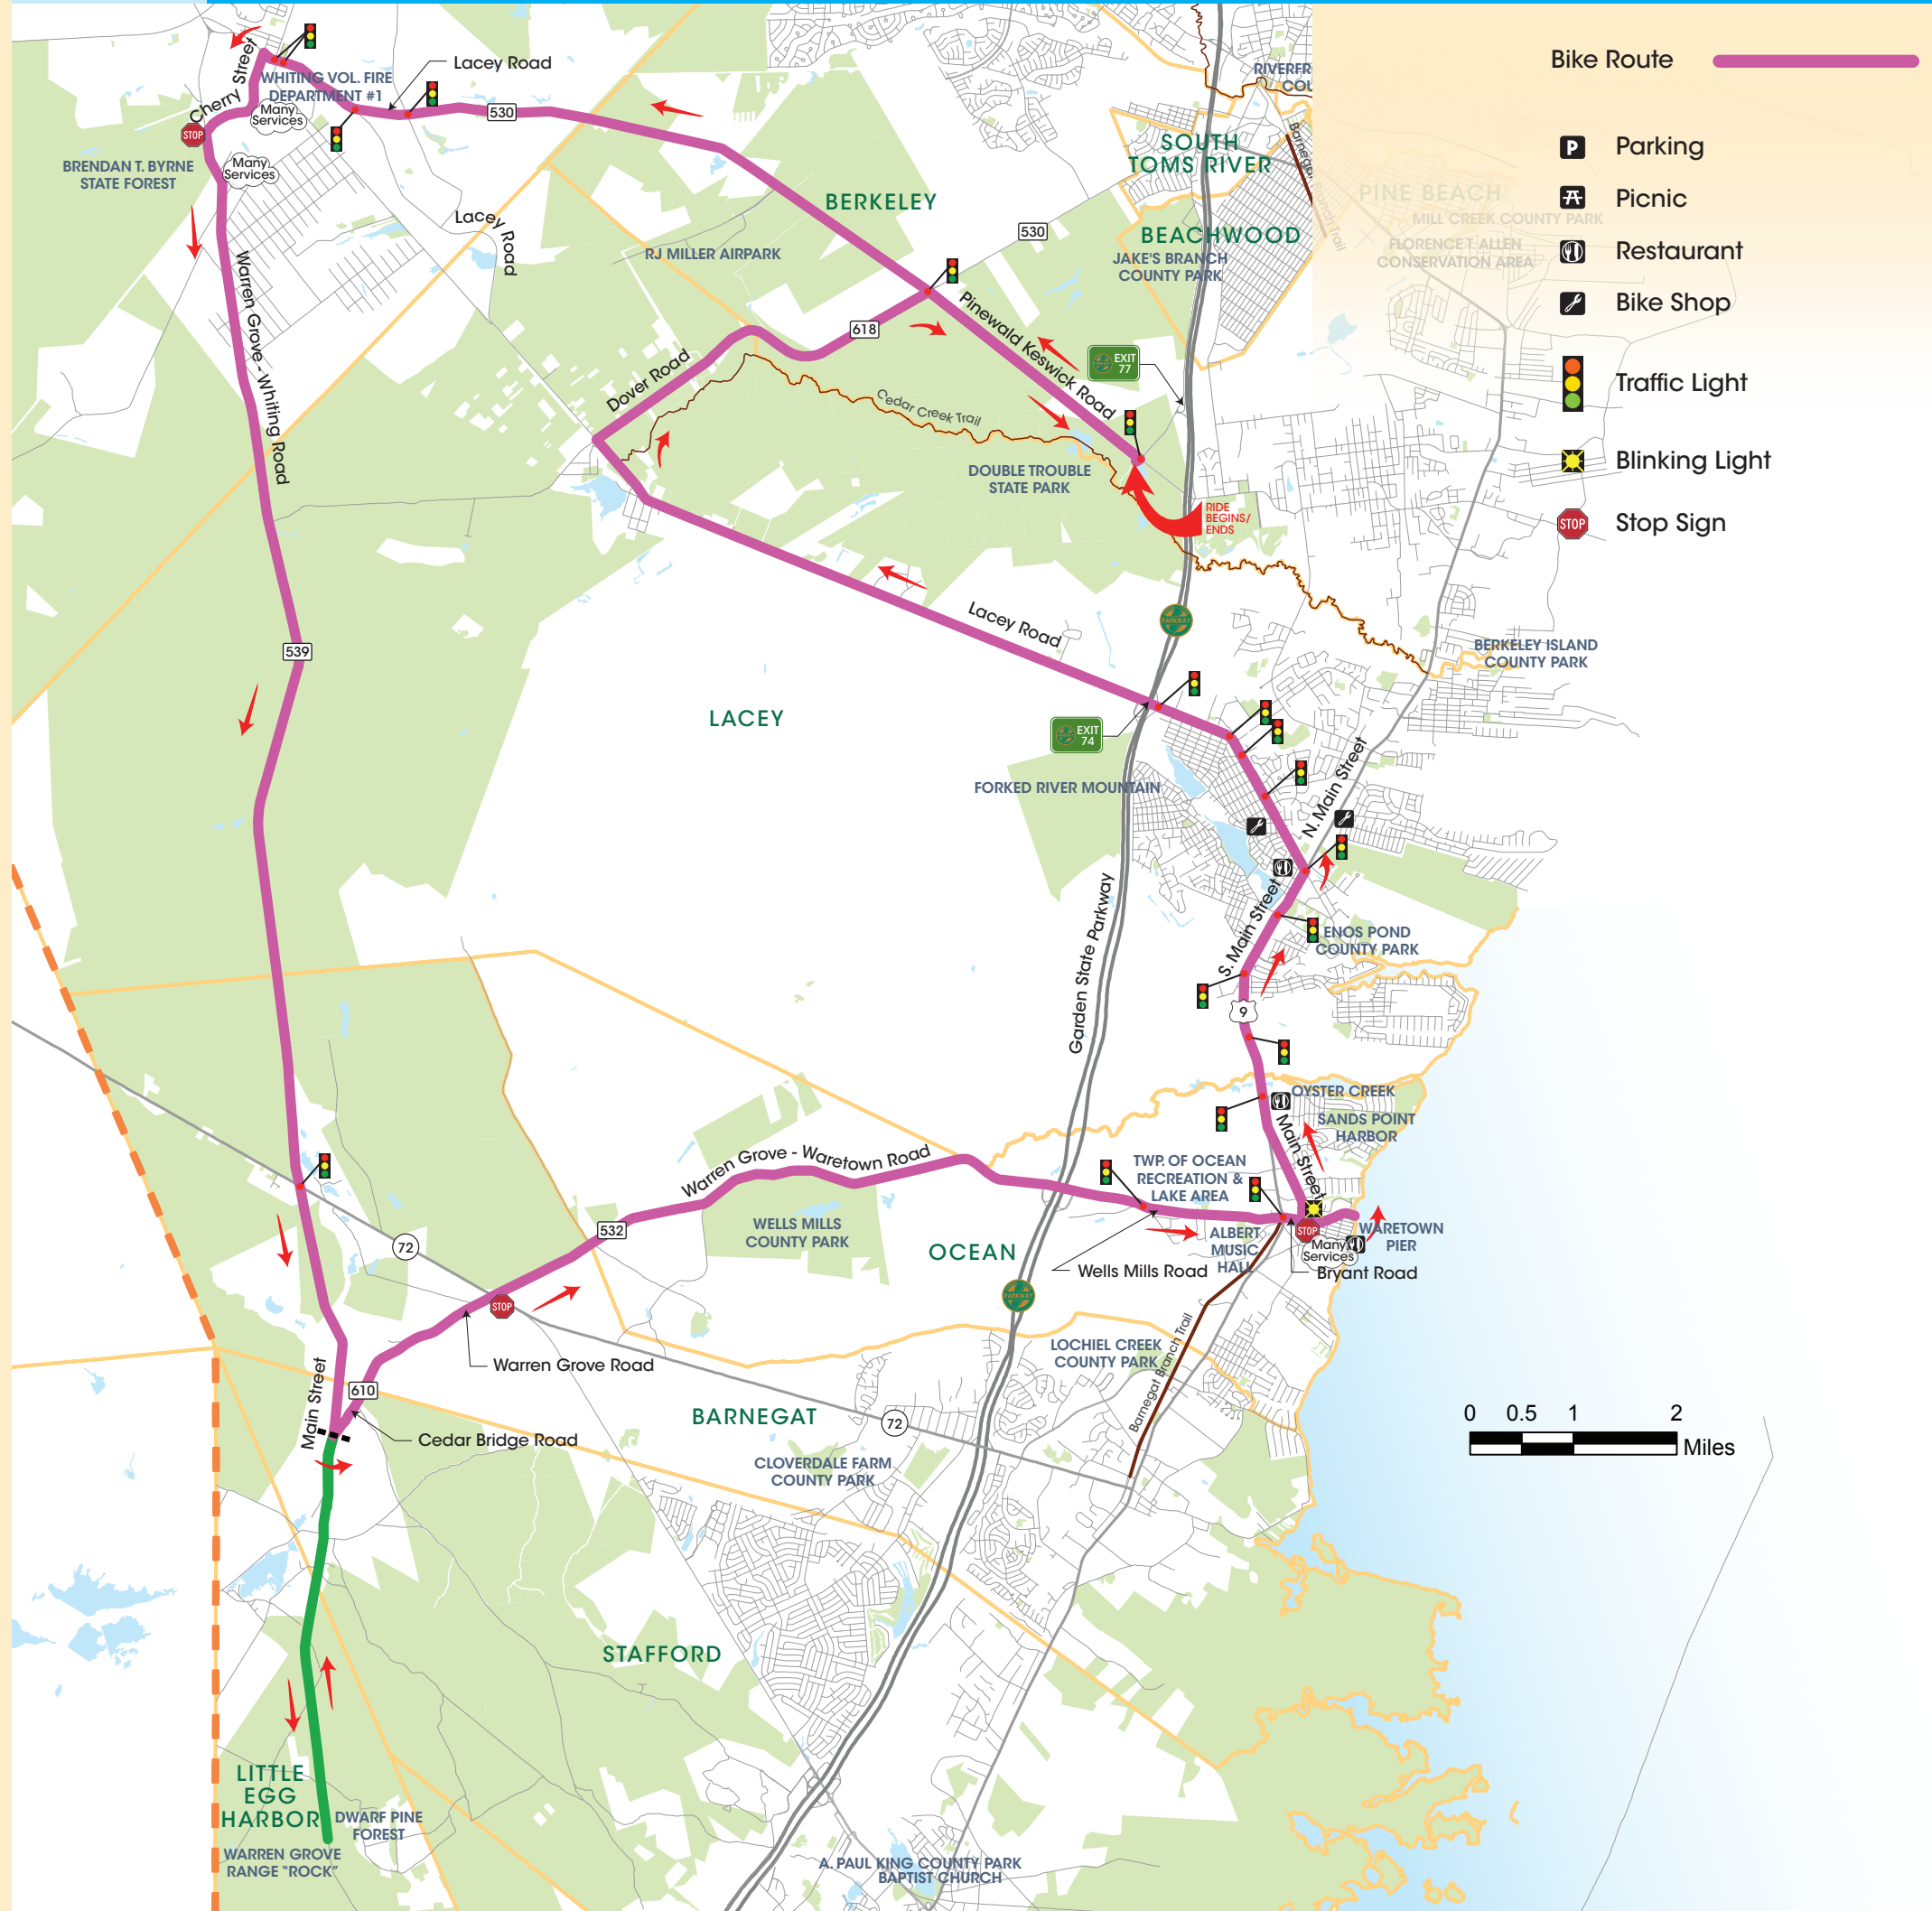 Bike Route
Parking
Picnic
Restaurant
Bike Shop
Traffic Light
Blinking Light
STOP
Stop Sign
Cherry Street
WHITING VOL. FIRE
DEPARTMENT #1
Many
Services
STOP
Many
Services
BRENDAN T. BYRNE
STATE FOREST
Lacey Road
530
Lacey Road
BERKELEY
RJ MILLER AIRPARK
530
SOUTH
TOMS RIVER
BEACHWOOD
JAKE'S BRANCH
COUNTY PARK
PINE BEACH
MILL CREEK COUNTY PARK
FLORENCE T. ALLEN
CONSERVATION AREA
RIVERFR
COU
Warren Grove - Whiting Road
618
Dover Road
Pinewald Keswick Road
EXIT
77
Cedar Creek Trail
DOUBLE TROUBLE
STATE PARK
RIDE
BEGINS/
ENDS
Lacey Road
PARKWAY
539
BERKELEY ISLAND
COUNTY PARK
LACEY
EXIT
74
FORKED RIVER MOUNTAIN
N. Main Street
S. Main Street
Garden State Parkway
ENOS POND
COUNTY PARK
9
OYSTER CREEK
SANDS POINT
HARBOR
Main Street
Warren Grove - Waretown Road
TWP. OF OCEAN
RECREATION &
LAKE AREA
532
WELLS MILLS
COUNTY PARK
OCEAN
ALBERT
MUSIC
HALL
STOP
Many
Services
WARETOWN
PIER
Wells Mills Road
Bryant Road
72
STOP
PARKWAY
Warren Grove Road
LOCHIEL CREEK
COUNTY PARK
Barnegat Branch Trail
Main Street
610
Cedar Bridge Road
BARNEGAT
72
CLOVERDALE FARM
COUNTY PARK
0 0.5 1 2
Miles
STAFFORD
LITTLE
EGG
HARBOR
DWARF PINE
FOREST
WARREN GROVE
RANGE "ROCK"
A. PAUL KING COUNTY PARK
BAPTIST CHURCH